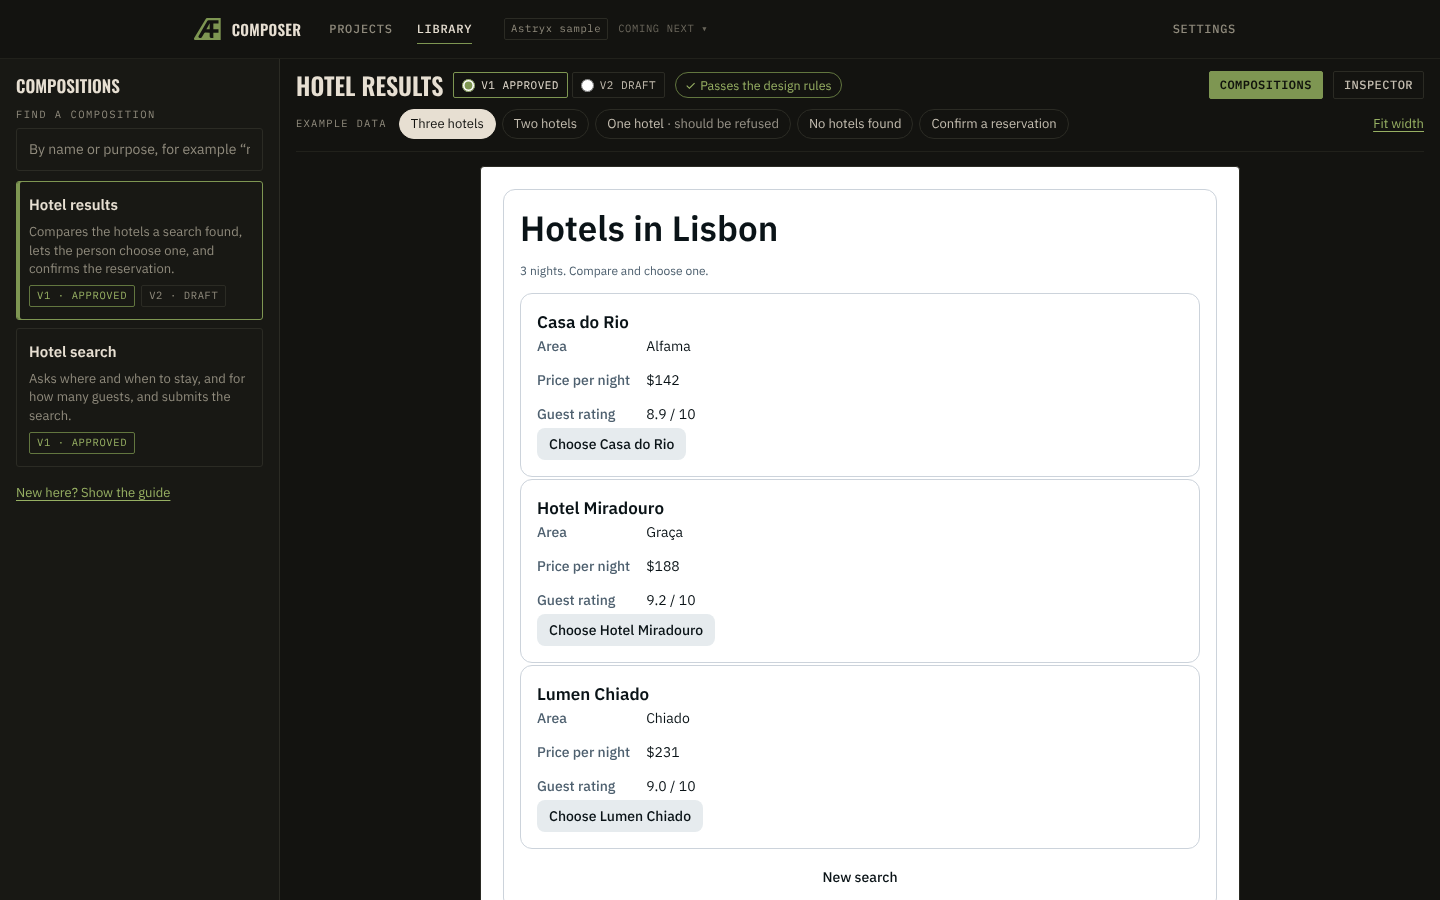 COMPOSER
PROJECTS
LIBRARY
Astryx sample
COMING NEXT ▾
SETTINGS
COMPOSITIONS
FIND A COMPOSITION
By name or purpose, for example “r
Hotel results
Compares the hotels a search found,
lets the person choose one, and
confirms the reservation.
V1 · APPROVED
V2 · DRAFT
Hotel search
Asks where and when to stay, and for
how many guests, and submits the
search.
V1 · APPROVED
New here? Show the guide
HOTEL RESULTS
V1 APPROVED
V2 DRAFT
✓ Passes the design rules
COMPOSITIONS
INSPECTOR
EXAMPLE DATA
Three hotels
Two hotels
One hotel · should be refused
No hotels found
Confirm a reservation
Fit width
Hotels in Lisbon
3 nights. Compare and choose one.
Casa do Rio
Area Alfama
Price per night $142
Guest rating 8.9 / 10
Choose Casa do Rio
Hotel Miradouro
Area Graça
Price per night $188
Guest rating 9.2 / 10
Choose Hotel Miradouro
Lumen Chiado
Area Chiado
Price per night $231
Guest rating 9.0 / 10
Choose Lumen Chiado
New search